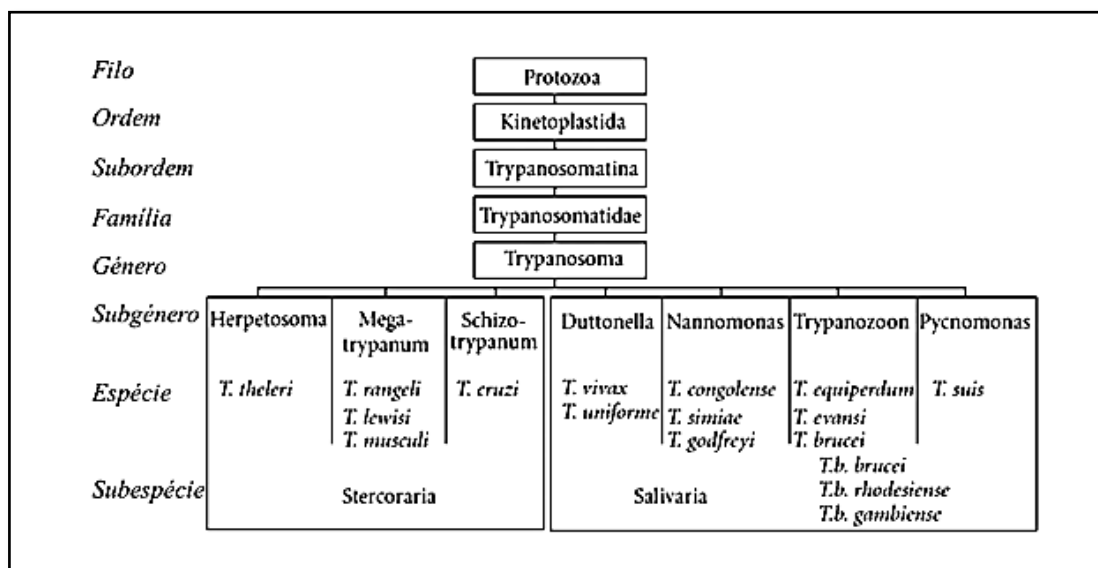 Filo Protozoa
Ordem Kinetoplastida
Subordem Trypanosomatina
Família Trypanosomatidae
Género Trypanosoma
Subgénero Herpetosoma Mega- Schizo- Duttonella Nannomonas Trypanozoon Pycnomonas
trypanum trypanum
Espécie T. theleri T. rangeli T. cruzi T. vivax T. congolense T. equiperdum T. suis
T. lewisi T. uniforme T. simiae T. evansi
T. musculi T. godfreyi T. brucei
T.b. brucei
Subespécie Stercoraria Salivaria T.b. rhodesiense
T.b. gambiense